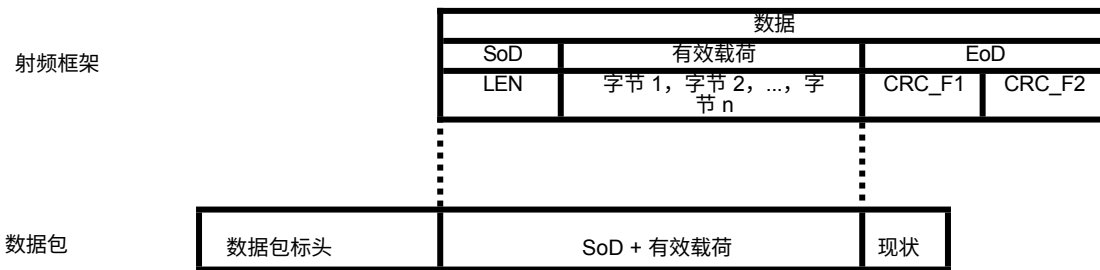 数据
射频框架
SoD 有效载荷 EoD
LEN 字节 1，字节 2，...，字 CRC_F1 CRC_F2
节 n
数据包 数据包标头 SoD + 有效载荷 现状